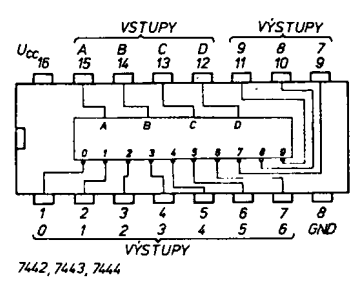 VSTUPY VÝSTUPY
Ucc A B C D 9 8 7
16 15 14 13 12 11 10 9
A B C D
0 1 2 3 4 5 6 7 8 9
1 2 3 4 5 6 7 8
0 1 2 3 4 5 6 GND
VÝSTUPY
7442, 7443, 7444